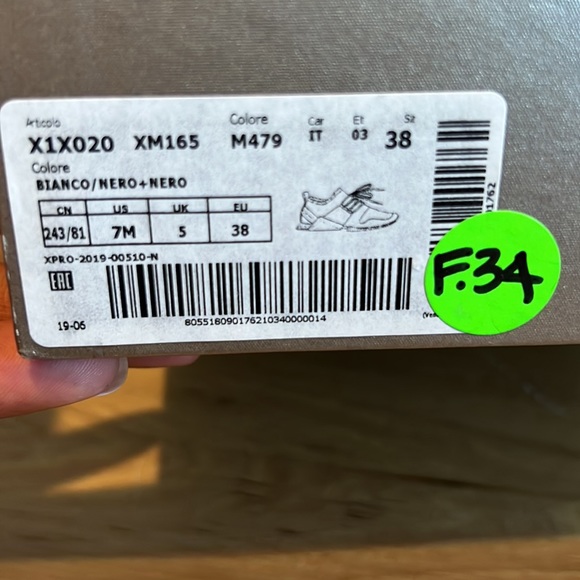 Articolo Colore Car Et Sz
X1X020 XM165 M479 IT 03 38
Colore
BIANCO/NERO+NERO
CN US UK EU
243/81 7M 5 38
XPRO-2019-00510-N
EAC
19-06
8055180901762103400000014
1762
F.34